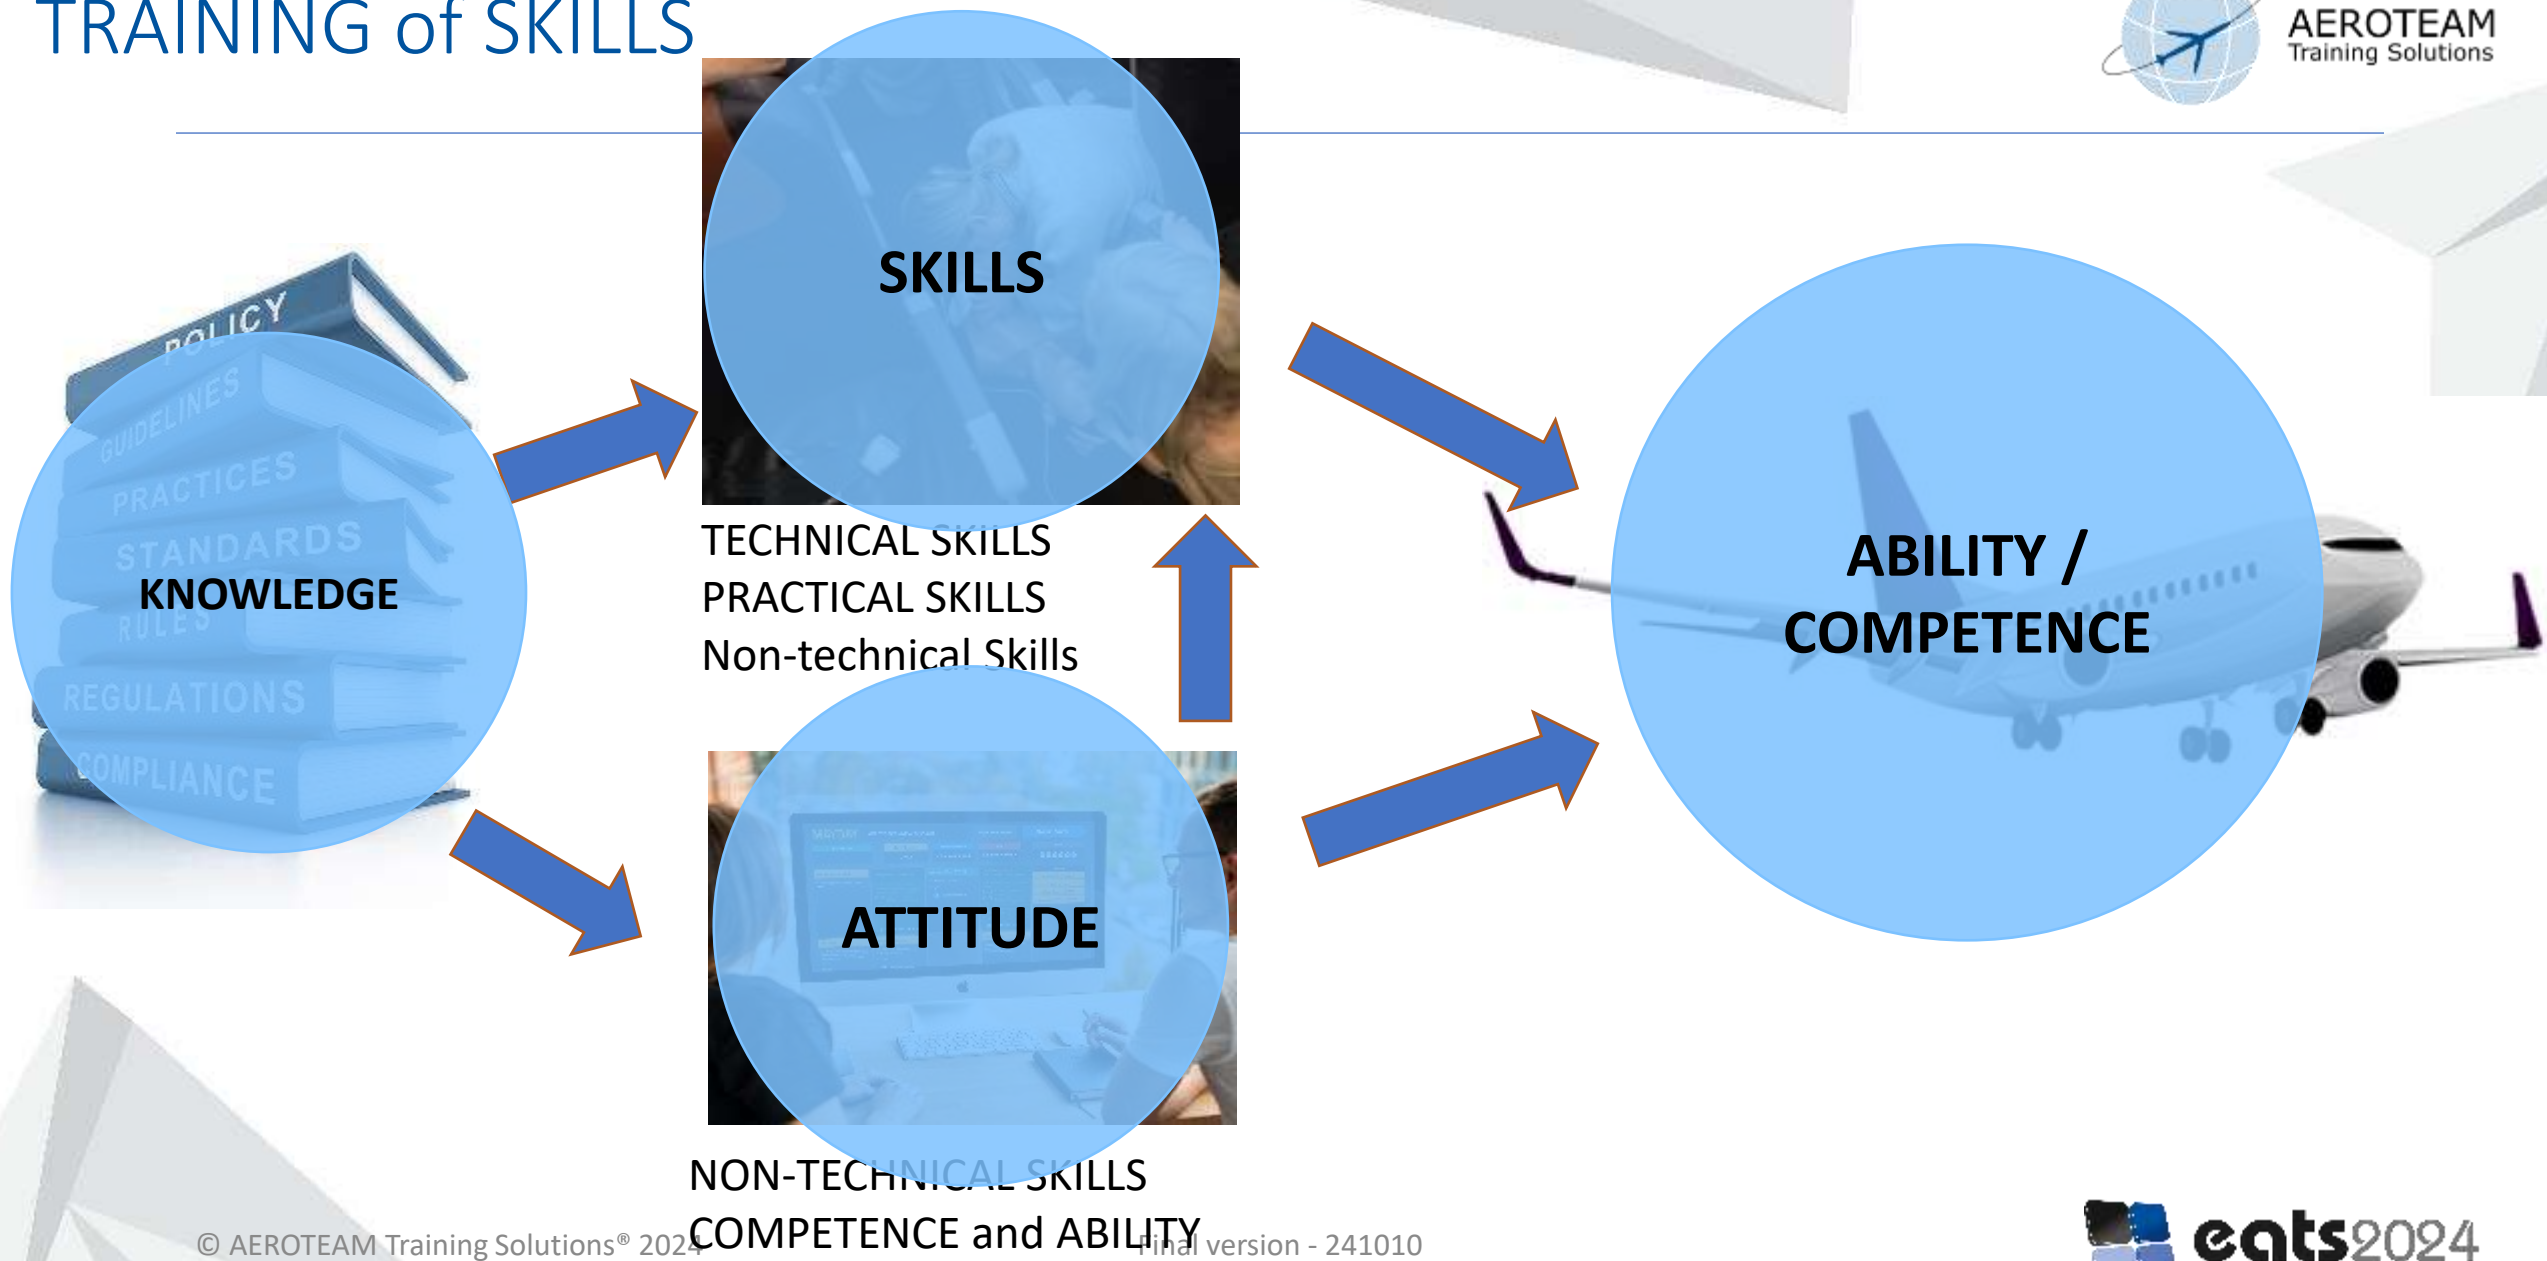 TRAINING of SKILLS
AEROTEAM
Training Solutions
POLICY
GUIDELINES
PRACTICES
STANDARDS
KNOWLEDGE
RULES
REGULATIONS
COMPLIANCE
SKILLS
TECHNICAL SKILLS
PRACTICAL SKILLS
Non-technical Skills
ATTITUDE
NON-TECHNICAL SKILLS
COMPETENCE and ABILITY
ABILITY /
COMPETENCE
© AEROTEAM Training Solutions® 2024
Final version - 241010
eats2024